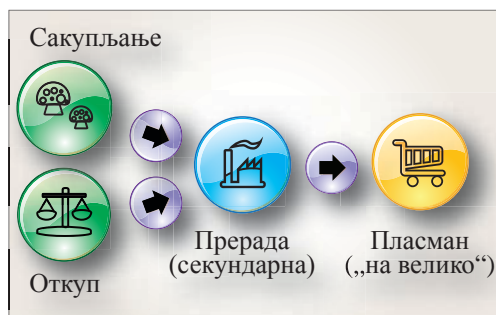 Сакупљање
Откуп
Прерада
(секундарна)
Пласман
(„на велико“)